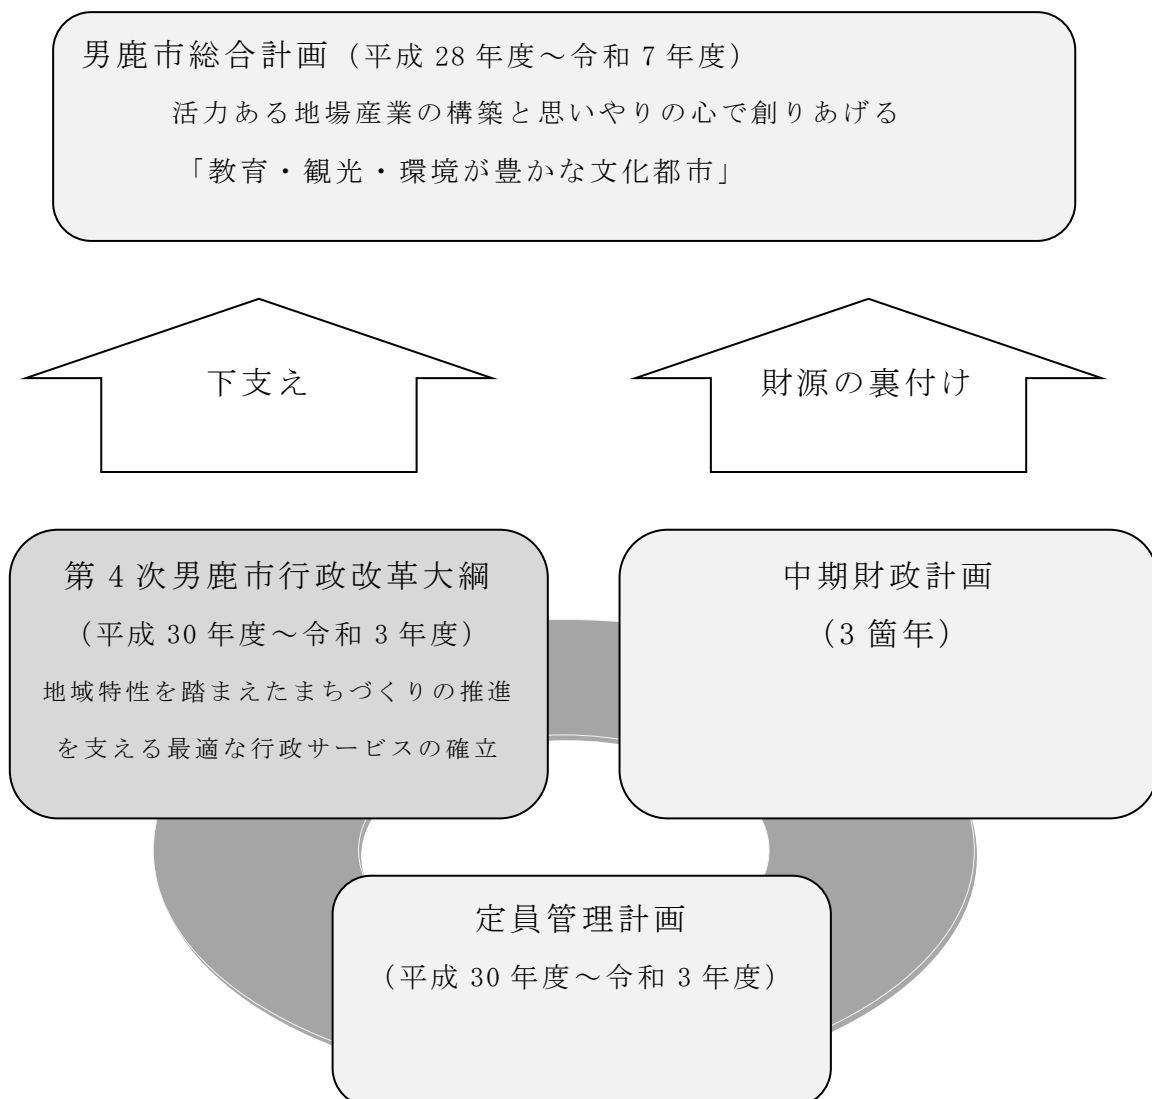 男鹿市総合計画（平成 28 年度～令和 7 年度）
活力ある地場産業の構築と思いやりの心で創りあげる
「教育・観光・環境が豊かな文化都市」
下支え
財源の裏付け
第 4 次男鹿市行政改革大綱
（平成 30 年度～令和 3 年度）
地域特性を踏まえたまちづくりの推進
を支える最適な行政サービスの確立
中期財政計画
（3 箇年）
定員管理計画
（平成 30 年度～令和 3 年度）